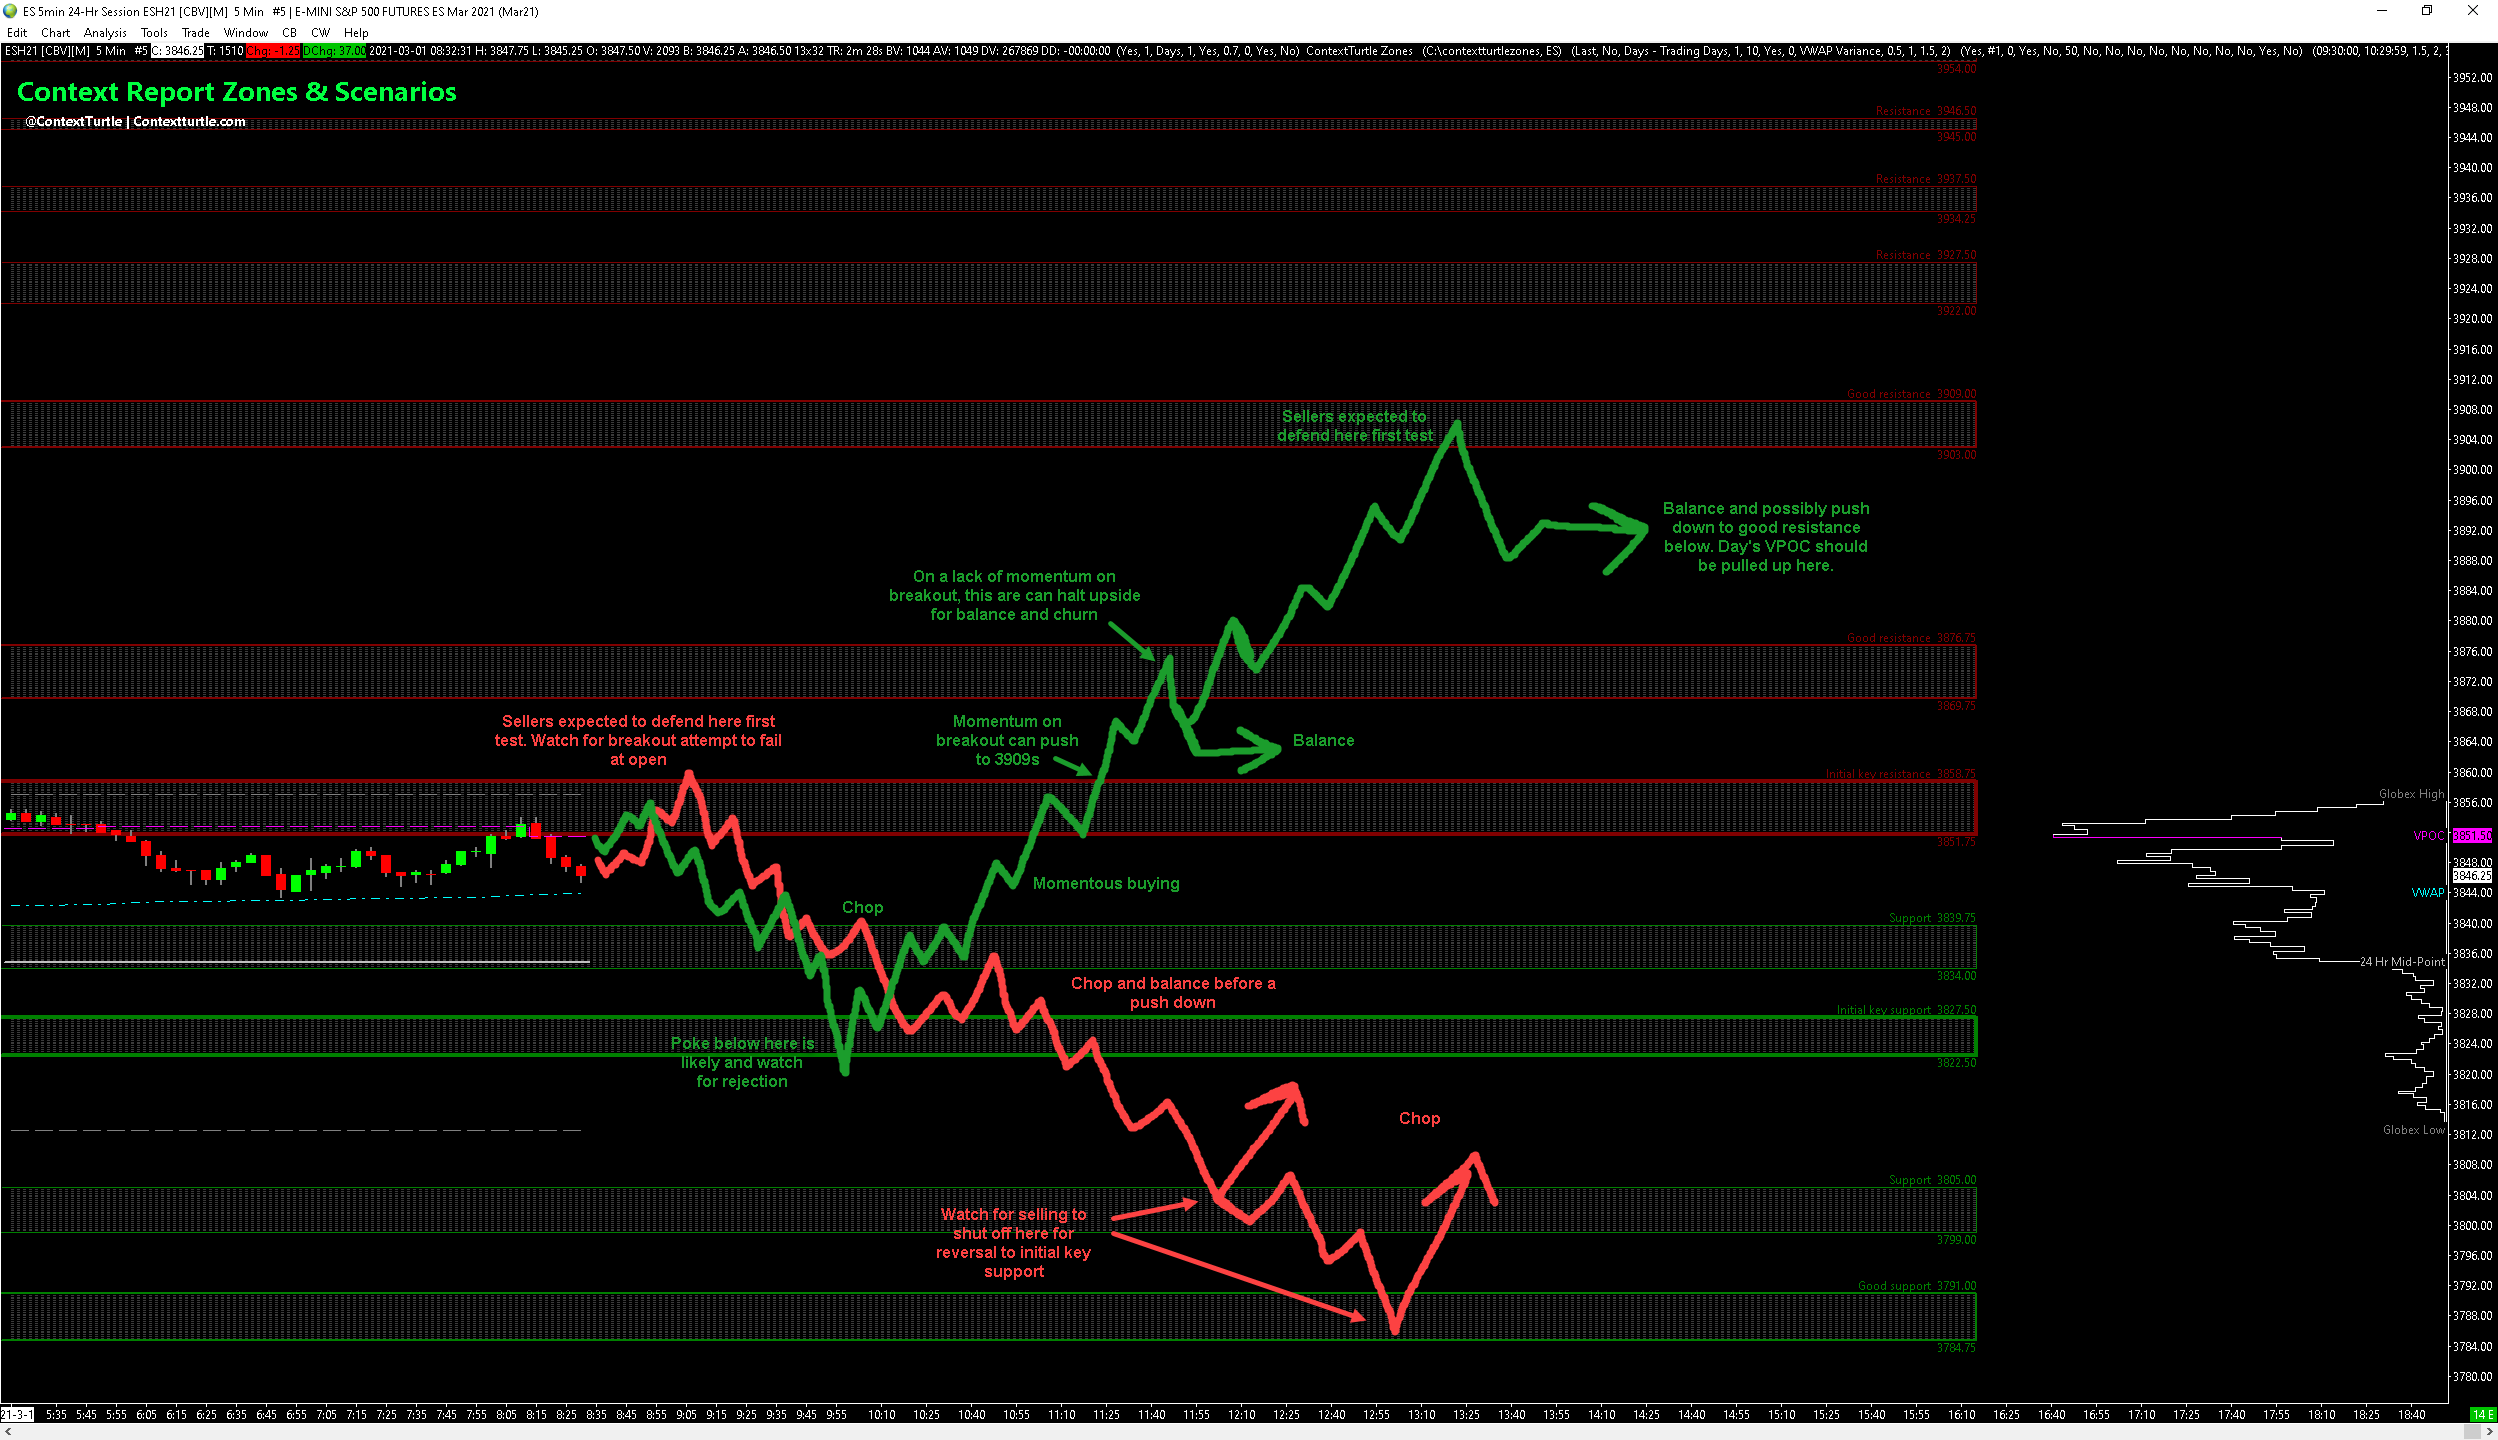 ES 5min 24-Hr Session ESH21 [CBV][M]  5 Min   #5 | E-MINI S&P 500 FUTURES ES Mar 2021 (Mar21)
Edit Chart Analysis Tools Trade Window CB CW Help
ESH21 [CBV][M]  5 Min   #5 C: 3846.25 T: 1510 Chg: -1.25 DChg: 37.00 2021-03-01 08:32:31 H: 3847.75 L: 3845.25 O: 3847.50 V: 2093 B: 3846.25 A: 3846.50 13x32 TR: 2m 28s BV: 1044 AV: 1049 DV: 267869 DD: -00:00:00  (Yes, 1, Days, 1, Yes, 0.7, 0, Yes, No)  ContextTurtle Zones   (C:\contextturtlezones, ES)   (Last, No, Days - Trading Days, 1, 10, Yes, 0, VWAP Variance, 0.5, 1, 1.5, 2)   (Yes, #1, 0, Yes, No, 50, No, No, No, No, No, No, No, Yes, No)   (09:30:00, 10:29:59, 1.5, 2,
Context Report Zones & Scenarios
@ContextTurtle | Contextturtle.com
3954.00
Resistance 3946.50
3945.00
Resistance 3937.50
3934.25
Resistance 3927.50
3922.00
Good resistance 3909.00
3903.00
Sellers expected to
defend here first test
Balance and possibly push
down to good resistance
below. Day's VPOC should
be pulled up here.
On a lack of momentum on
breakout, this are can halt upside
for balance and churn
Good resistance 3876.75
3869.75
Sellers expected to defend here first
test. Watch for breakout attempt to fail
at open
Momentum on
breakout can push
to 3909s
Balance
Initial key resistance 3858.75
3851.75
Momentous buying
Chop
Support 3839.75
3834.00
Chop and balance before a
push down
Initial key support 3827.50
3822.50
Poke below here is
likely and watch
for rejection
Chop
Support 3805.00
3799.00
Watch for selling to
shut off here for
reversal to initial key
support
Good support 3791.00
3784.75
Globex High
VPOC
VWAP
24 Hr Mid-Point
Globex Low
3952.00
3948.00
3944.00
3940.00
3936.00
3932.00
3928.00
3924.00
3920.00
3916.00
3912.00
3908.00
3904.00
3900.00
3896.00
3892.00
3888.00
3884.00
3880.00
3876.00
3872.00
3868.00
3864.00
3860.00
3856.00
3851.50
3848.00
3846.25
3844.00
3840.00
3836.00
3832.00
3828.00
3824.00
3820.00
3816.00
3812.00
3808.00
3804.00
3800.00
3796.00
3792.00
3788.00
3784.00
3780.00
21-3-1 5:35 5:45 5:55 6:05 6:15 6:25 6:35 6:45 6:55 7:05 7:15 7:25 7:35 7:45 7:55 8:05 8:15 8:25 8:35 8:45 8:55 9:05 9:15 9:25 9:35 9:45 9:55 10:10 10:25 10:40 10:55 11:10 11:25 11:40 11:55 12:10 12:25 12:40 12:55 13:10 13:25 13:40 13:55 14:10 14:25 14:40 14:55 15:10 15:25 15:40 15:55 16:10 16:25 16:40 16:55 17:10 17:25 17:40 17:55 18:10 18:25 18:40 14 E